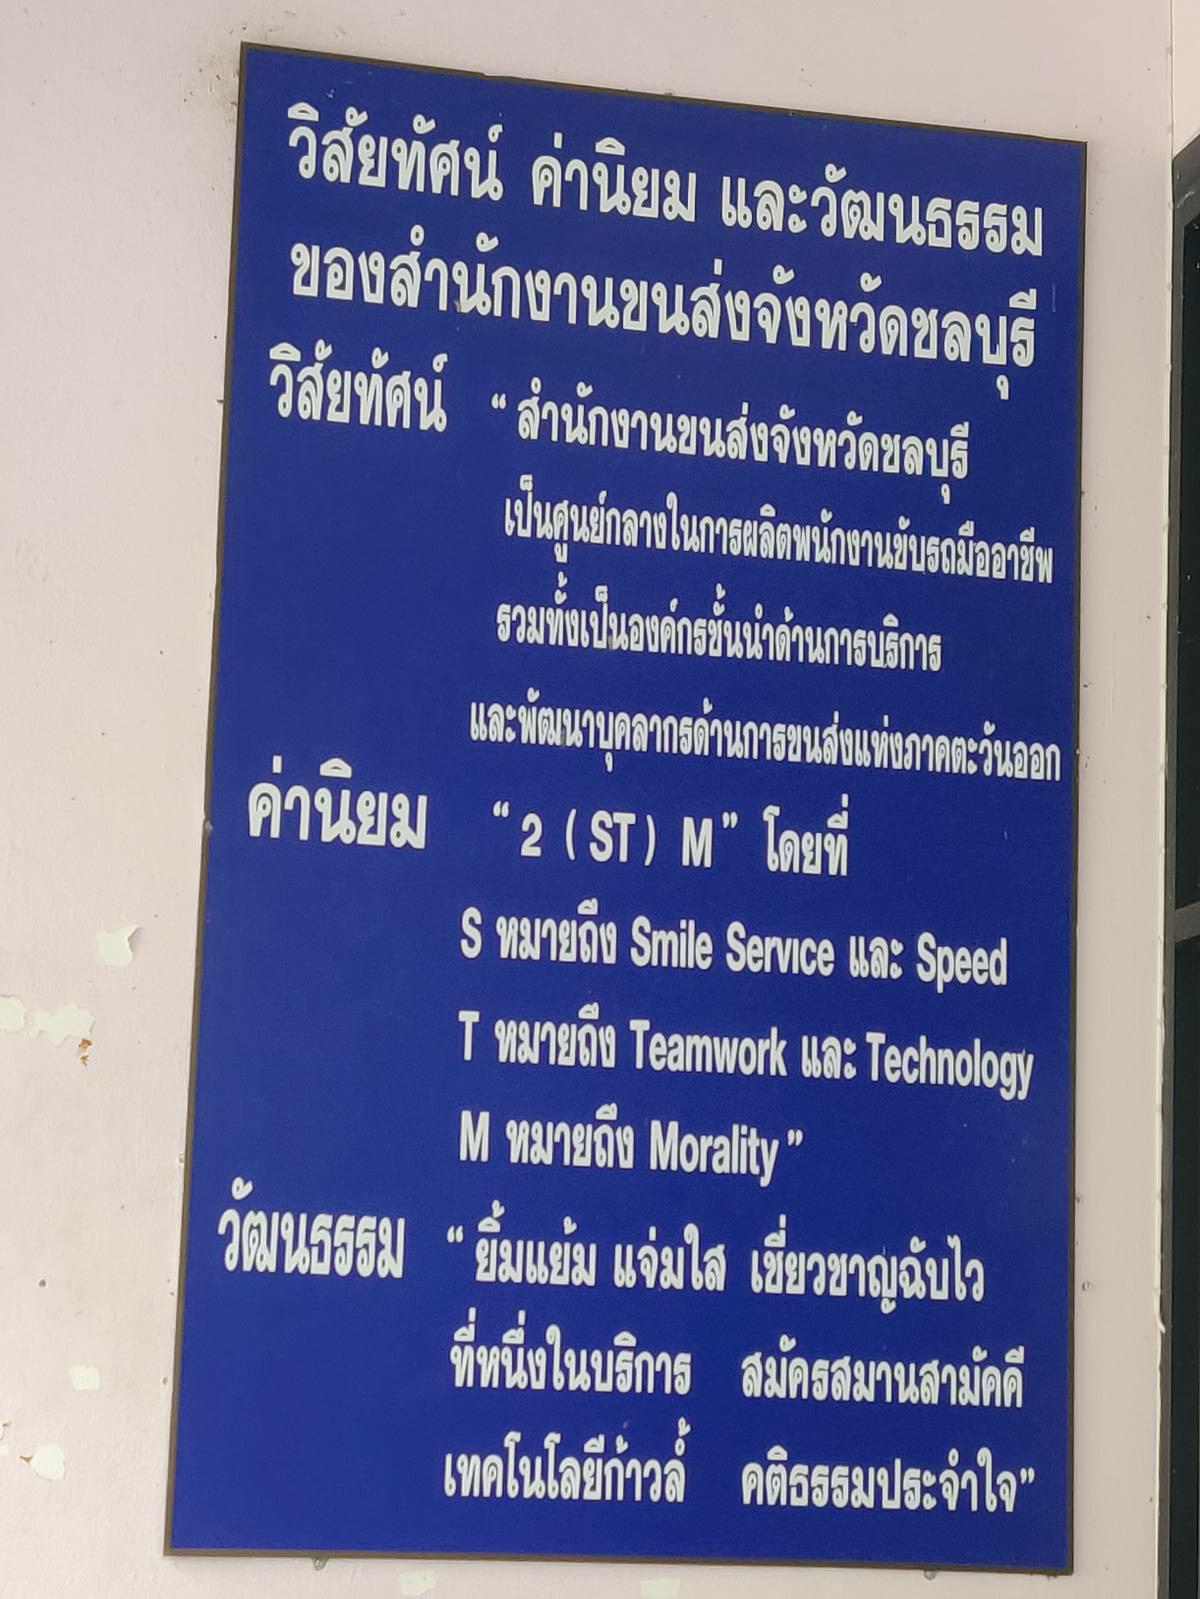 วิสัยทัศน์ ค่านิยม และวัฒนธรรม
ของสำนักงานขนส่งจังหวัดชลบุรี
วิสัยทัศน์ “ สำนักงานขนส่งจังหวัดชลบุรี
เป็นศูนย์กลางในการผลิตพนักงานขับรถมืออาชีพ
รวมทั้งเป็นองค์กรชั้นนำด้านการบริการ
และพัฒนาบุคลากรด้านการขนส่งแห่งภาคตะวันออก
ค่านิยม “ 2 ( ST ) M ” โดยที่
S หมายถึง Smile Service และ Speed
T หมายถึง Teamwork และ Technology
M หมายถึง Morality ”
วัฒนธรรม “ ยิ้มแย้ม แจ่มใส เชี่ยวชาญฉับไว
ที่หนึ่งในบริการ สมัครสมานสามัคคี
เทคโนโลยีก้าวล้ำ คติธรรมประจำใจ”